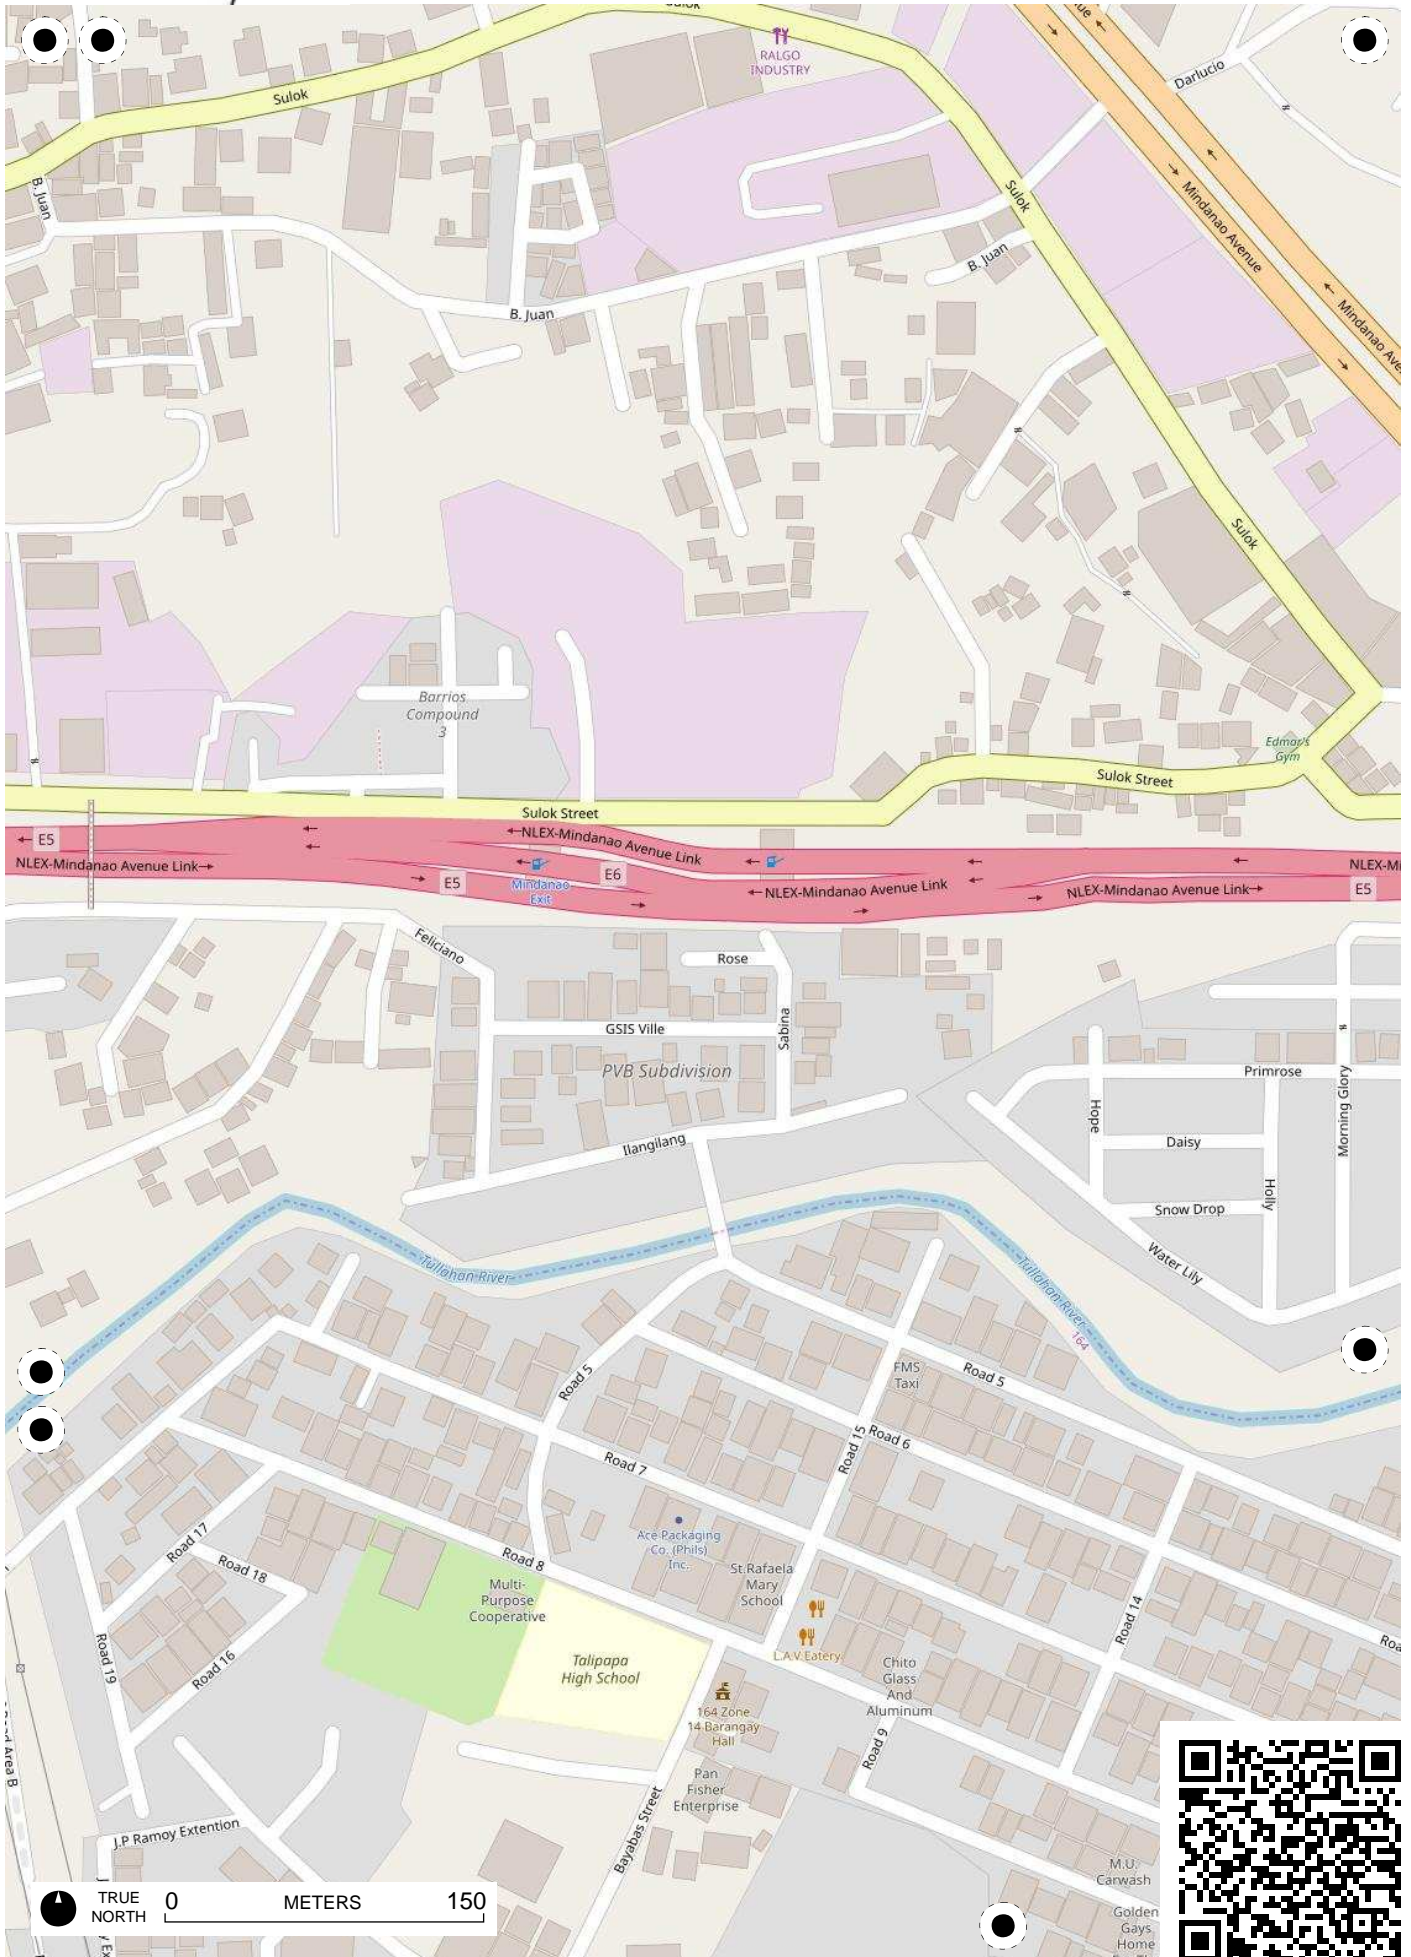 Sulok
RALGO
INDUSTRY
Darlucio
Sulok
B. Juan
Sulok
Mindanao Avenue
B. Juan
Mindanao Ave
B. Juan
Sulok
Barrios
Compound
3
Edmar's
Gym
Sulok Street
Sulok Street
E5
NLEX-Mindanao Avenue Link
NLEX-Mindanao Avenue Link
NLEX-M
E6
E5
Mindanao
Exit
NLEX-Mindanao Avenue Link
NLEX-Mindanao Avenue Link
E5
Feliciano
Rose
GSIS Ville
Sabina
PVB Subdivision
Primrose
Morning Glory
Hope
Daisy
Ilangilang
Holly
Snow Drop
Water Lily
Tullahan River
Tullahan River
164
FMS
Taxi
Road 5
Road 5
Road 6
Road 15
Road 7
Ace Packaging
Co. (Phils)
Inc.
Road 17
Road 8
Road 18
St.Rafaela
Mary
School
Multi-
Purpose
Cooperative
Road 14
Road 19
Road 16
Talipapa
High School
L.A.V.Eatery
Chito
Glass
And
Aluminum
164 Zone
14 Barangay
Hall
Road 9
Road Area B
Pan
Fisher
Enterprise
J.P Ramoy Extention
Bayabas Street
M.U.
Carwash
Golden
Gays
Home
TRUE
NORTH
0 METERS 150